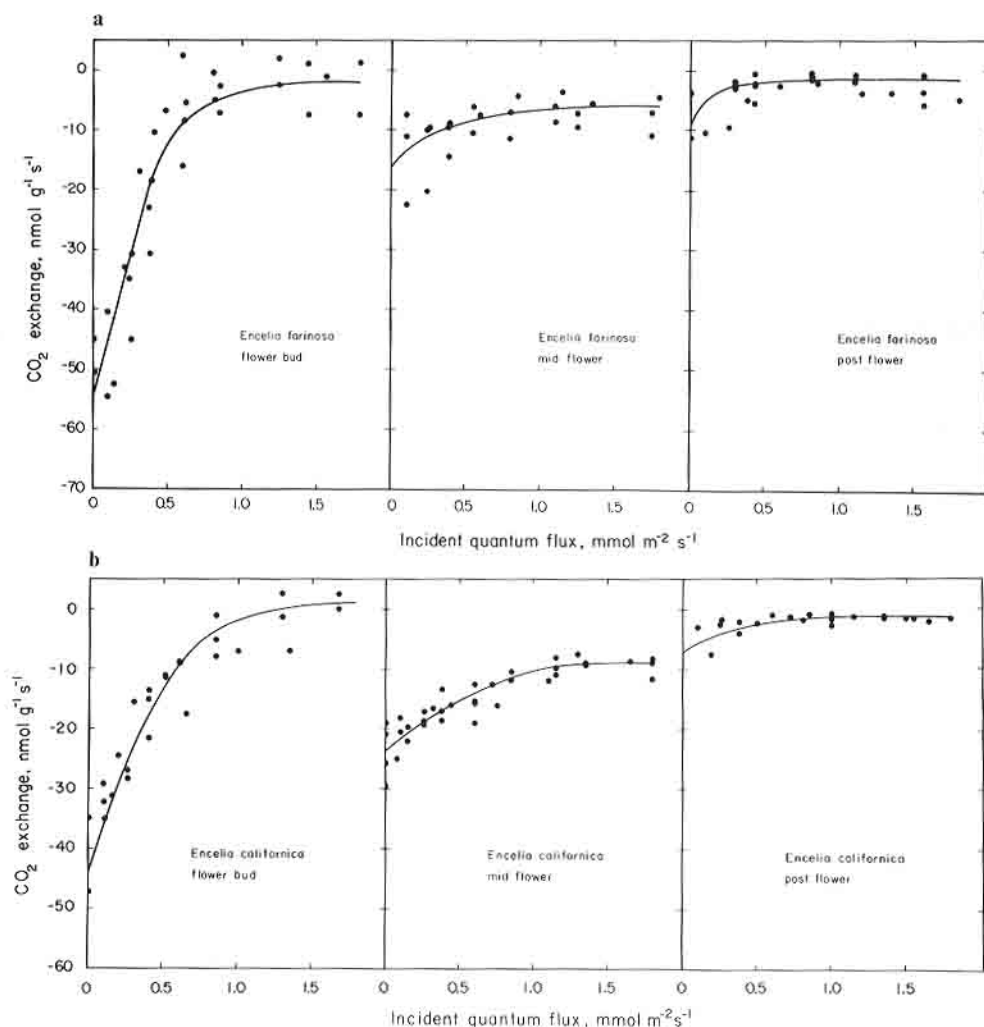 a
CO₂ exchange, nmol g⁻¹ s⁻¹
0
-10
-20
-30
-40
-50
-60
-70
Encelia farinosa
flower bud
Encelia farinosa
mid flower
Encelia farinosa
post flower
0 0.5 1.0 1.5 0 0.5 1.0 1.5 0 0.5 1.0 1.5
Incident quantum flux, mmol m⁻² s⁻¹
b
CO₂ exchange, nmol g⁻¹ s⁻¹
0
-10
-20
-30
-40
-50
-60
Encelia californica
flower bud
Encelia californica
mid flower
Encelia californica
post flower
0 0.5 1.0 1.5 0 0.5 1.0 1.5 0 0.5 1.0 1.5
Incident quantum flux, mmol m⁻² s⁻¹